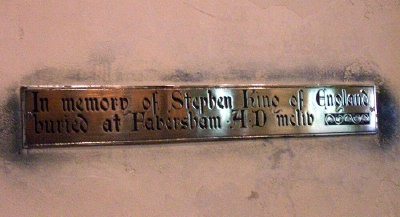 In memory of Stephen King of England
buried at Faversham A.D mcliv